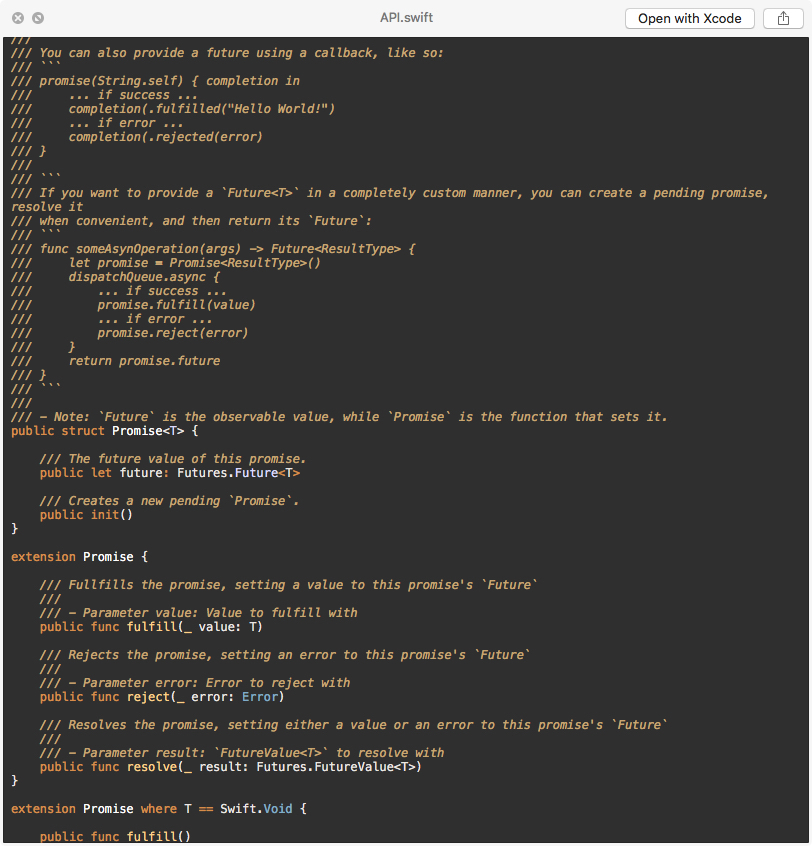 API.swift
Open with Xcode
///
/// You can also provide a future using a callback, like so:
/// ```
/// promise(String.self) { completion in
///     ... if success ...
///     completion(.fulfilled("Hello World!")
///     ... if error ...
///     completion(.rejected(error)
/// }
///
/// ```
/// If you want to provide a `Future<T>` in a completely custom manner, you can create a pending promise,
resolve it
/// when convenient, and then return its `Future`:
/// ```
/// func someAsynOperation(args) -> Future<ResultType> {
///     let promise = Promise<ResultType>()
///     dispatchQueue.async {
///         ... if success ...
///         promise.fulfill(value)
///         ... if error ...
///         promise.reject(error)
///     }
///     return promise.future
/// }
/// ```
///
/// - Note: `Future` is the observable value, while `Promise` is the function that sets it.
public struct Promise<T> {
    /// The future value of this promise.
    public let future: Futures.Future<T>
    /// Creates a new pending `Promise`.
    public init()
}
extension Promise {
    /// Fullfills the promise, setting a value to this promise's `Future`
    ///
    /// - Parameter value: Value to fulfill with
    public func fulfill(_ value: T)
    /// Rejects the promise, setting an error to this promise's `Future`
    ///
    /// - Parameter error: Error to reject with
    public func reject(_ error: Error)
    /// Resolves the promise, setting either a value or an error to this promise's `Future`
    ///
    /// - Parameter result: `FutureValue<T>` to resolve with
    public func resolve(_ result: Futures.FutureValue<T>)
}
extension Promise where T == Swift.Void {
    public func fulfill()